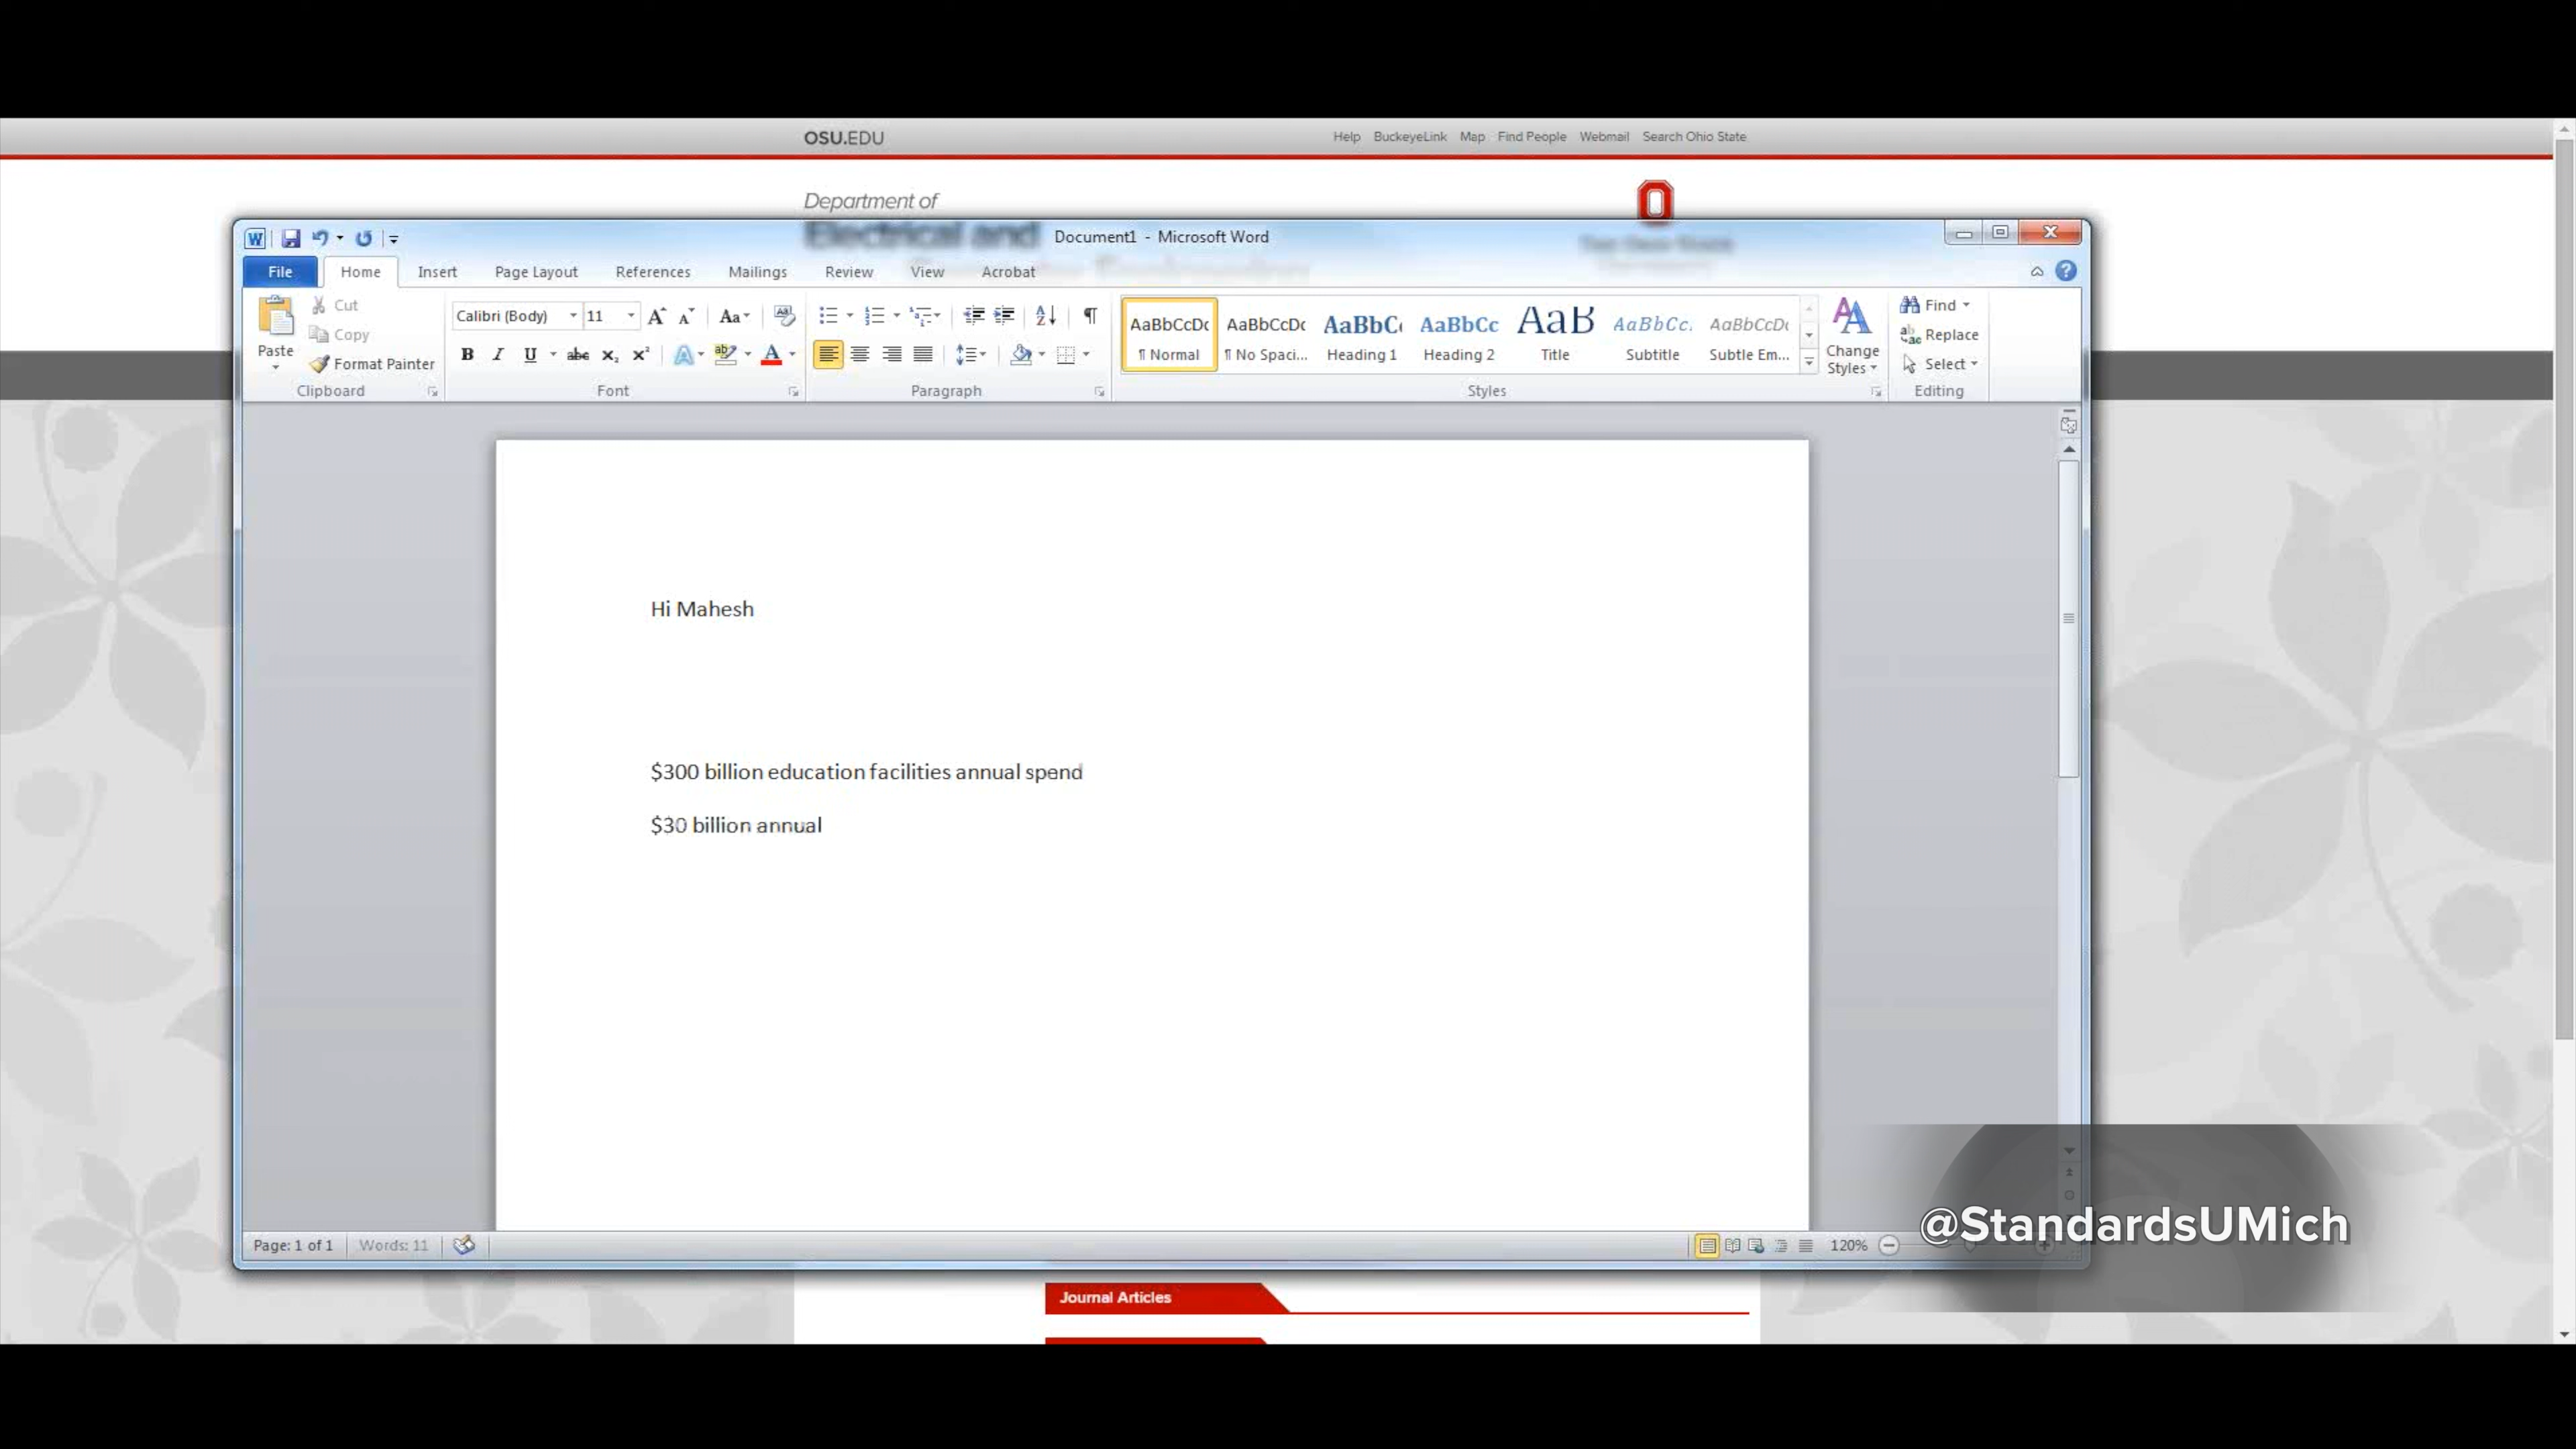 OSU.EDU
Help BuckeyeLink Map Find People Webmail Search Ohio State
Department of
Electrical and
Document1 - Microsoft Word
File Home Insert Page Layout References Mailings Review View Acrobat
Paste
Cut
Copy
Format Painter
Clipboard
Calibri (Body) 11
Font
Paragraph
AaBbCcDc AaBbCcDc AaBbC AaBbCc AaB AaBbCc. AaBbCcDc
¶ Normal ¶ No Spaci... Heading 1 Heading 2 Title Subtitle Subtle Em...
Change
Styles
Styles
Find
Replace
Select
Editing
Hi Mahesh
$300 billion education facilities annual spend
$30 billion annual
@StandardsUMich
Page: 1 of 1 Words: 11 120%
Journal Articles